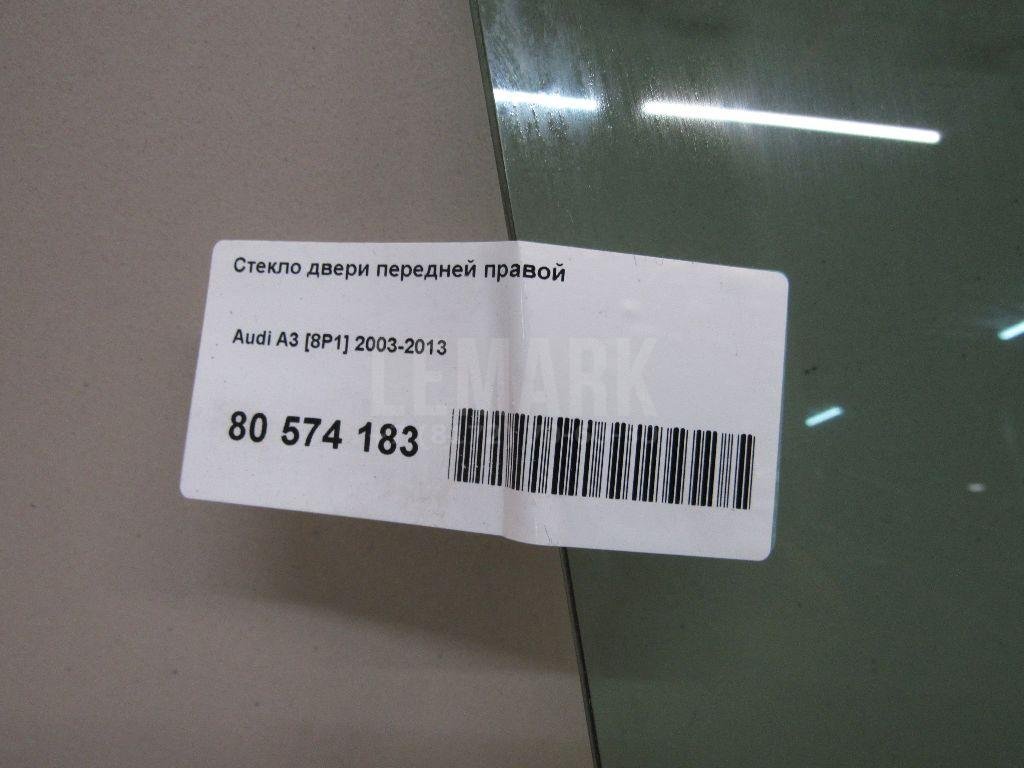 Стекло двери передней правой
Audi A3 [8P1] 2003-2013
LEMARK
80 574 183